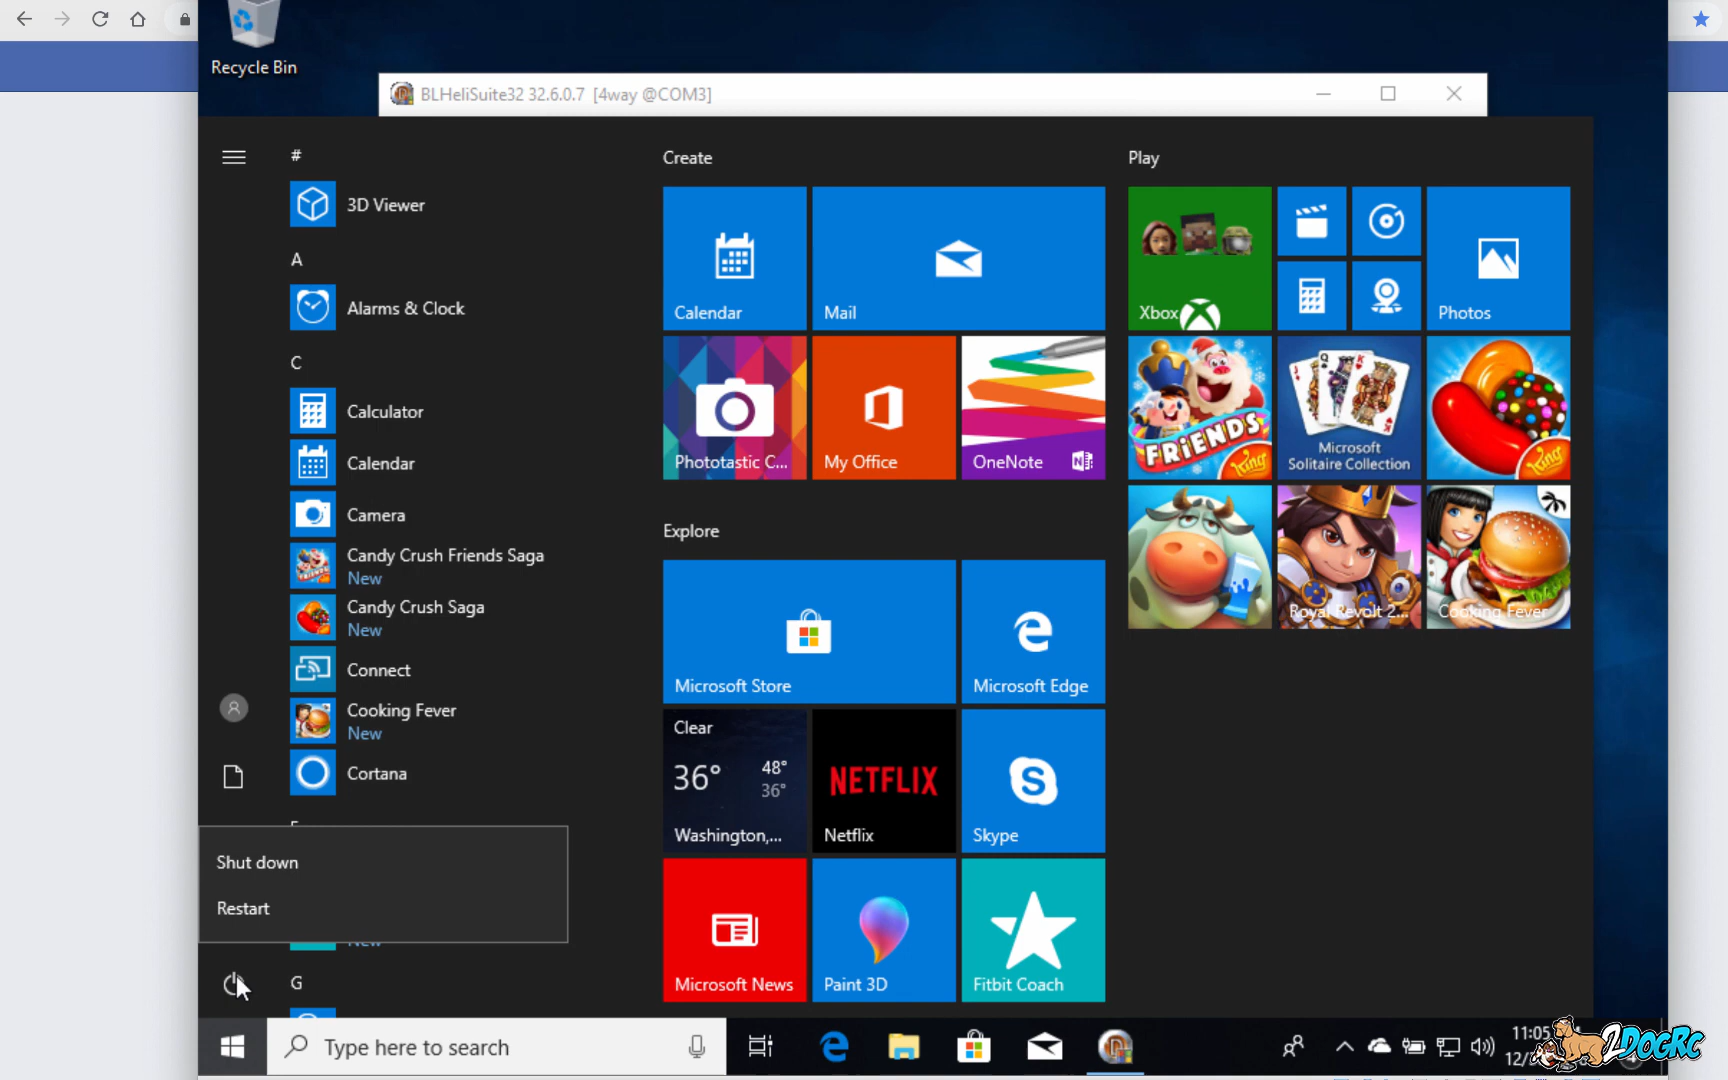 Recycle Bin
BLHeliSuite32 32.6.0.7 [4way @COM3]
#
3D Viewer
A
Alarms & Clock
C
Calculator
Calendar
Camera
Candy Crush Friends Saga
New
Candy Crush Saga
New
Connect
Cooking Fever
New
Cortana
Shut down
Restart
New
G
Create
Calendar
Mail
Phototastic C...
My Office
OneNote
N
Explore
Microsoft Store
Microsoft Edge
Clear
36°
48°
36°
Washington,...
NETFLIX
Netflix
S
Skype
Microsoft News
Paint 3D
Fitbit Coach
Play
Xbox
Photos
FRIENDS
King
J Q K
Microsoft
Solitaire Collection
King
Royal Revolt 2...
Cooking Fever
Type here to search
11:05
12/3
2DOGRC